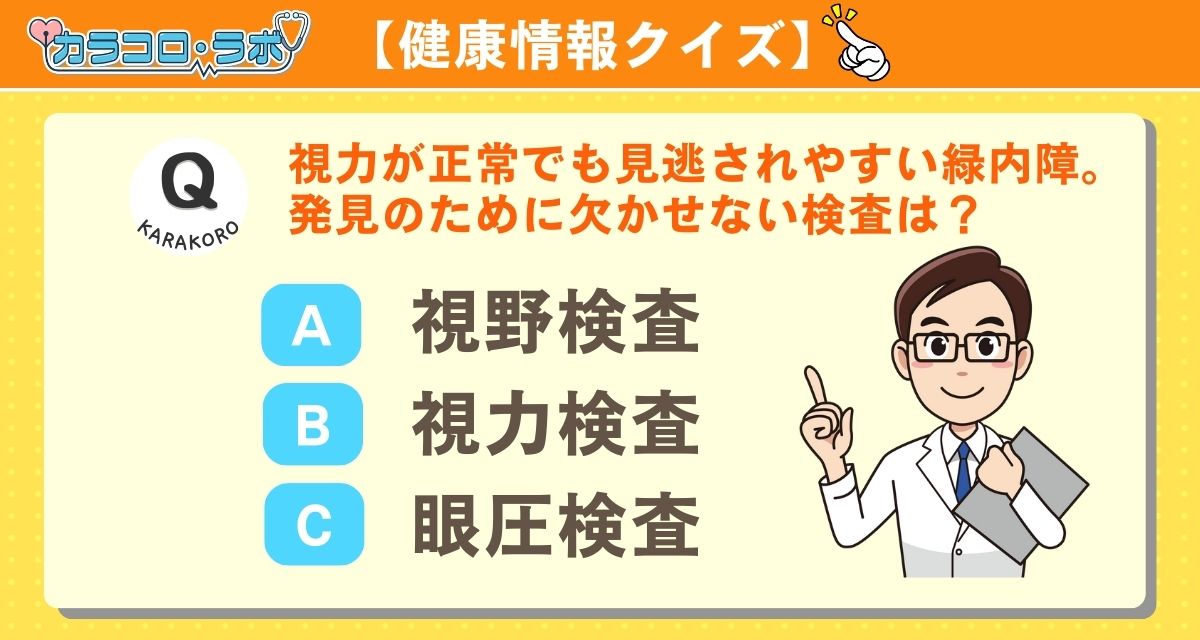 カラコロ・ラボ
【健康情報クイズ】
Q
KARAKORO
視力が正常でも見逃されやすい緑内障。
発見のために欠かせない検査は？
A 視野検査
B 視力検査
C 眼圧検査